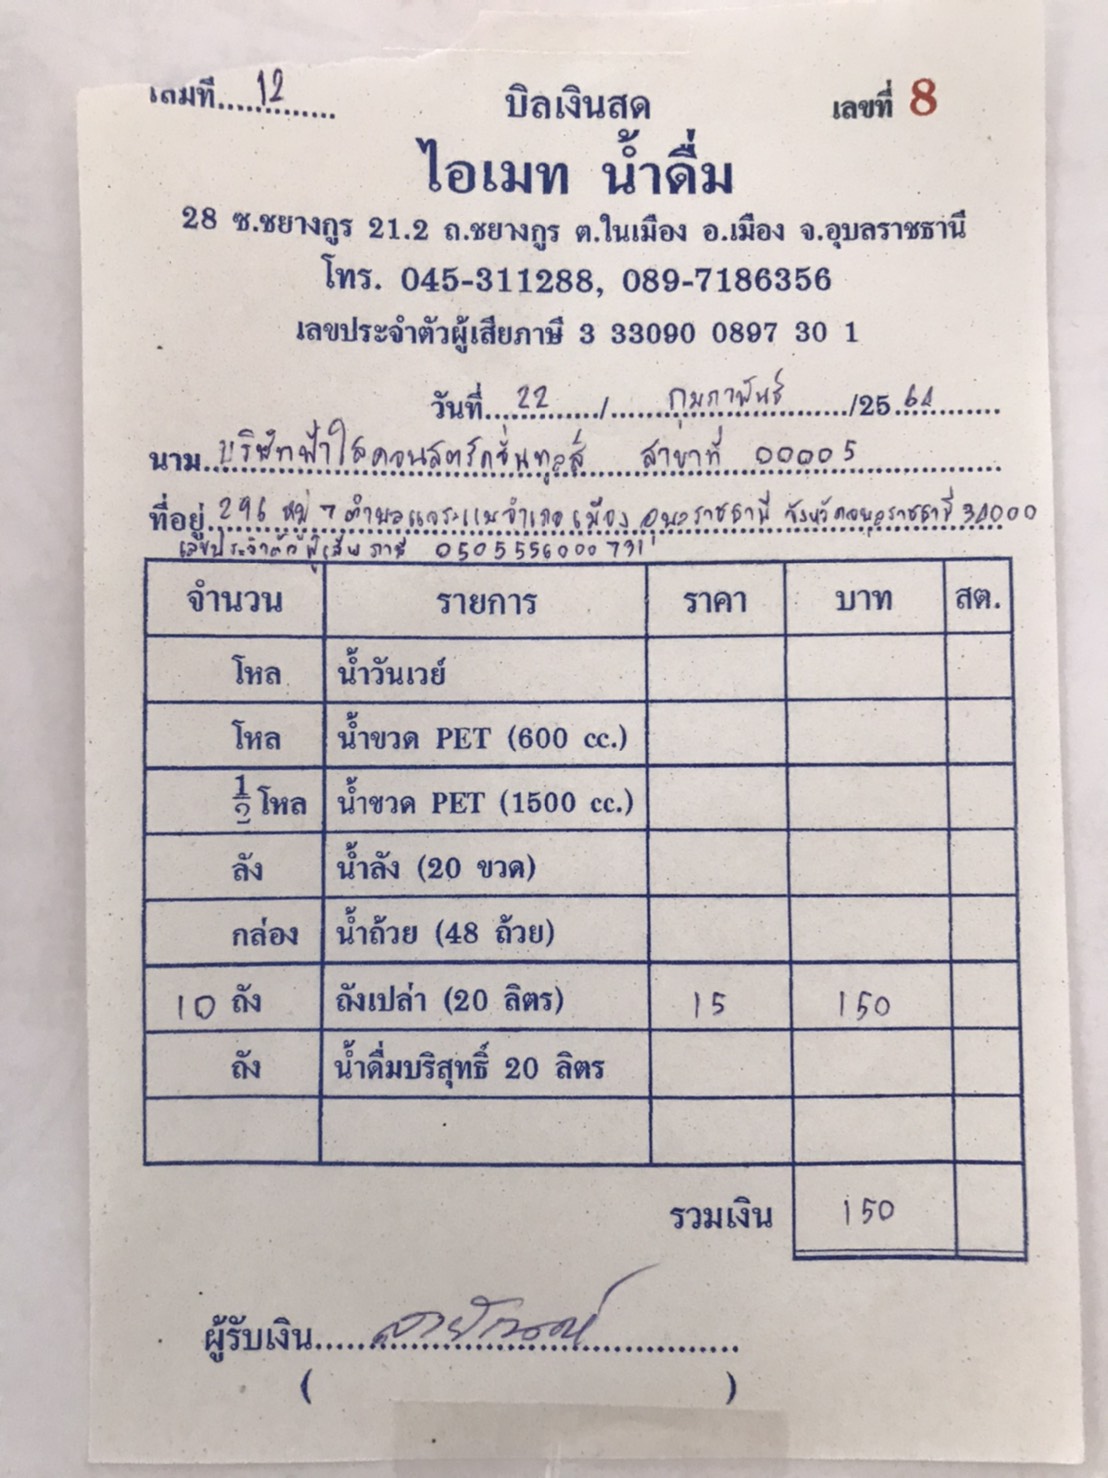 เล่มที่ 12 บิลเงินสด เลขที่ 8
ไอเมท น้ำดื่ม
28 ซ.ชยางกูร 21.2 ถ.ชยางกูร ต.ในเมือง อ.เมือง จ.อุบลราชธานี
โทร. 045-311288, 089-7186356
เลขประจำตัวผู้เสียภาษี 3 33090 0897 30 1
วันที่ 22 / กุมภาพันธ์ /25 64
นาม บริษัทฟ้าใสคอนสตรัคชั่นทูลส์ สาขาที่ 00005
ที่อยู่ 296 หมู่ 7 ตำบลแจระแมอำเภอเมืองอุบลราชธานี จังหวัดอุบลราชธานี 34000
เลขประจำตัวผู้เสียภาษี 0505556000731
จำนวน รายการ ราคา บาท สต.
โหล น้ำวันเวย์
โหล น้ำขวด PET (600 cc.)
½ โหล น้ำขวด PET (1500 cc.)
ลัง น้ำลัง (20 ขวด)
กล่อง น้ำถ้วย (48 ถ้วย)
10 ถัง ถังเปล่า (20 ลิตร) 15 150
ถัง น้ำดื่มบริสุทธิ์ 20 ลิตร
รวมเงิน 150
ผู้รับเงิน
( )